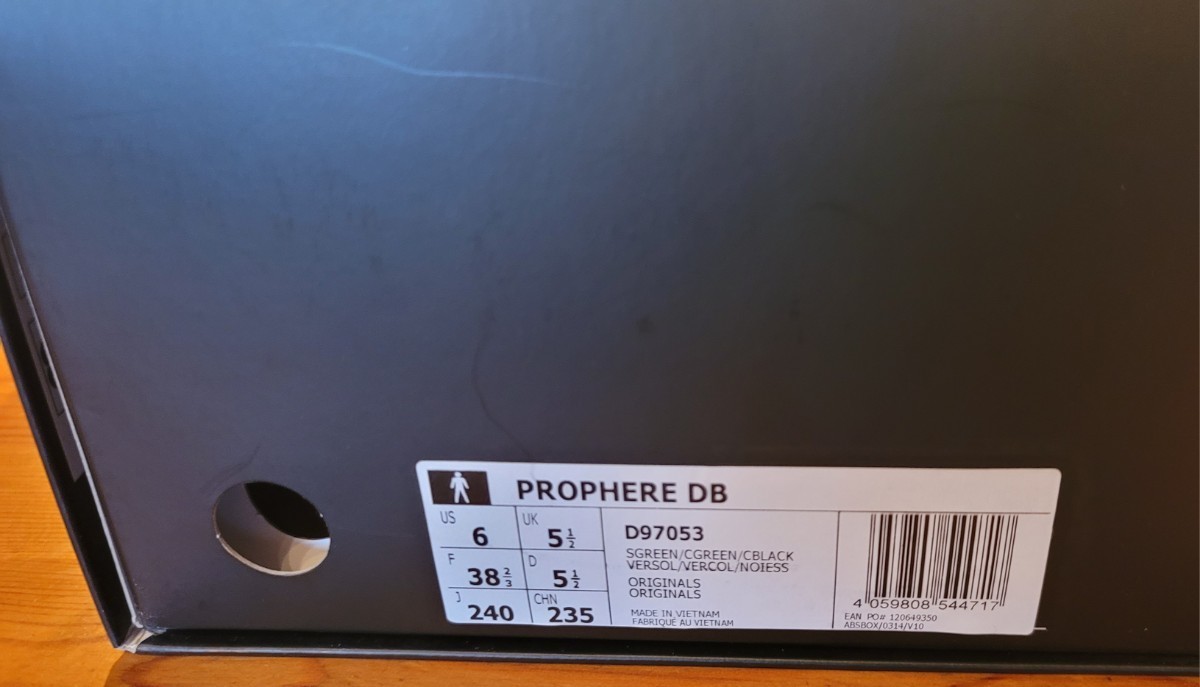 PROPHERE DB
US 6 UK 5½
F 38⅔ D 5½
J 240 CHN 235
D97053
SGREEN/CGREEN/CBLACK
VERSOL/VERCOL/NOIESS
ORIGINALS
ORIGINALS
MADE IN VIETNAM
FABRIQUÉ AU VIETNAM
4 059808 544717
EAN PO# 120649350
ABSBOX/0314/V10